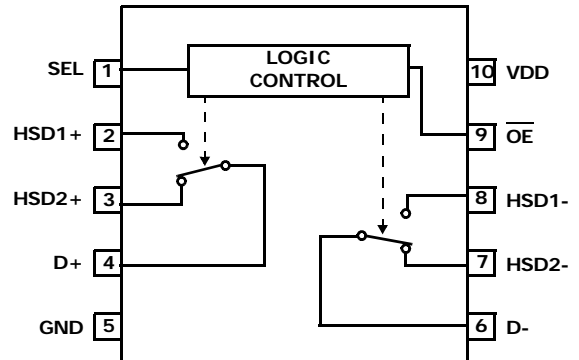 LOGIC
CONTROL
SEL 1
10 VDD
HSD1+ 2
9 OE
HSD2+ 3
8 HSD1-
D+ 4
7 HSD2-
GND 5
6 D-